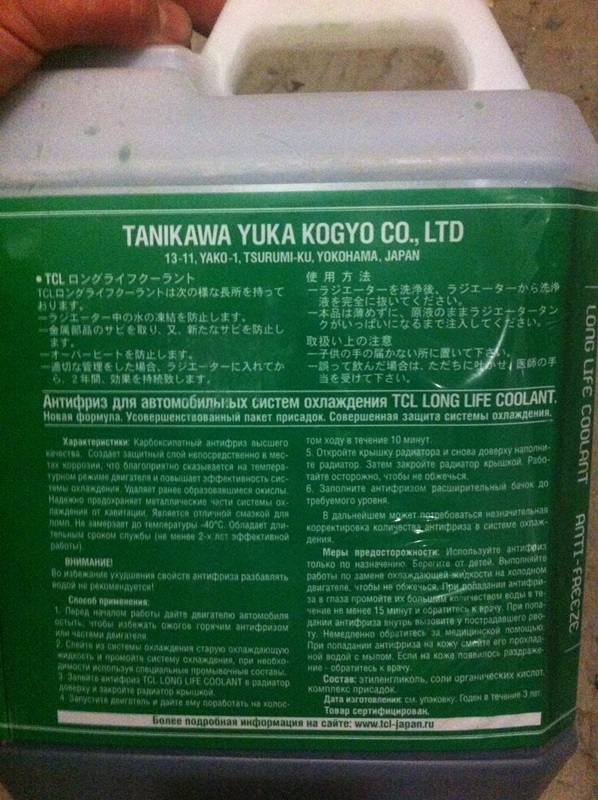 TANIKAWA YUKA KOGYO CO., LTD
13-11, YAKO-1, TSURUMI-KU, YOKOHAMA, JAPAN
● TCL ロングライフクーラント
TCLロングライフクーラントは次の様な長所を持って
おります。
—ラジエーター中の水の凍結を防止します。
—金属部品のサビを取り、又、新たなサビを防止し
ます。
—オーバーヒートを防止します。
—適切な管理をした場合、ラジエーターに入れてか
ら、2年間、効果を持続致します。
使用方法
—ラジエーターを洗浄後、ラジエーターから洗浄
液を完全に抜いてください。
—本品は薄めずに、原液のままラジエータータン
クがいっぱいになるまで注入してください。
取扱い上の注意
—子供の手の届かない所に置いて下さい。
—誤って飲んだ場合は、ただちに吐かせ、医師の手
当を受けて下さい。
Антифриз для автомобильных систем охлаждения TCL LONG LIFE COOLANT.
Новая формула. Усовершенствованный пакет присадок. Совершенная защита системы охлаждения.
Характеристики: Карбоксилатный антифриз высшего
качества. Создает защитный слой непосредственно в мес-
тах коррозии, что благоприятно сказывается на темпера-
турном режиме двигателя и повышает эффективность сис-
темы охлаждения. Удаляет ранее образовавшиеся окислы.
Надежно предохраняет металлические части системы ох-
лаждения от кавитации. Является отличной смазкой для
помп. Не замерзает до температуры -40°С. Обладает дли-
тельным сроком службы (не менее 2-х лет эффективной
работы).
ВНИМАНИЕ!
Во избежание ухудшения свойств антифриза разбавлять
водой не рекомендуется!
Способ применения:
1. Перед началом работы дайте двигателю автомобиля
остыть, чтобы избежать ожогов горячим антифризом
или частями двигателя.
2. Слейте из системы охлаждения старую охлаждающую
жидкость и промойте систему охлаждения, при необхо-
димости используя специальные промывочные составы.
3. Залейте антифриз TCL LONG LIFE COOLANT в радиатор
доверху и закройте радиатор крышкой.
4. Запустите двигатель и дайте ему поработать на холос-
том ходу в течение 10 минут.
5. Откройте крышку радиатора и снова доверху наполни-
те радиатор. Затем закройте радиатор крышкой. Рабо-
тайте осторожно, чтобы не обжечься.
6. Заполните антифризом расширительный бачок до
требуемого уровня.
В дальнейшем может потребоваться незначительная
корректировка количества антифриза в системе охлаж-
дения.
Меры предосторожности: Используйте антифриз
только по назначению. Берегите от детей. Выполняйте
работы по замене охлаждающей жидкости на холодном
двигателе, чтобы не обжечься. При попадании антифри-
за в глаза промойте их большим количеством воды в те-
чение не менее 15 минут и обратитесь к врачу. При попа-
дании антифриза внутрь вызовите у пострадавшего рво-
ту. Немедленно обратитесь за медицинской помощью.
При попадании антифриза на кожу смойте его прохлад-
ной водой с мылом. Если на коже появилось раздраже-
ние - обратитесь к врачу.
Состав: этиленгликоль, соли органических кислот,
комплекс присадок.
Дата изготовления: см. упаковку. Годен в течение 3 лет.
Товар сертифицирован.
Более подробная информация на сайте: www.tcl-japan.ru
LONG LIFE COOLANT ANTI-FREEZE